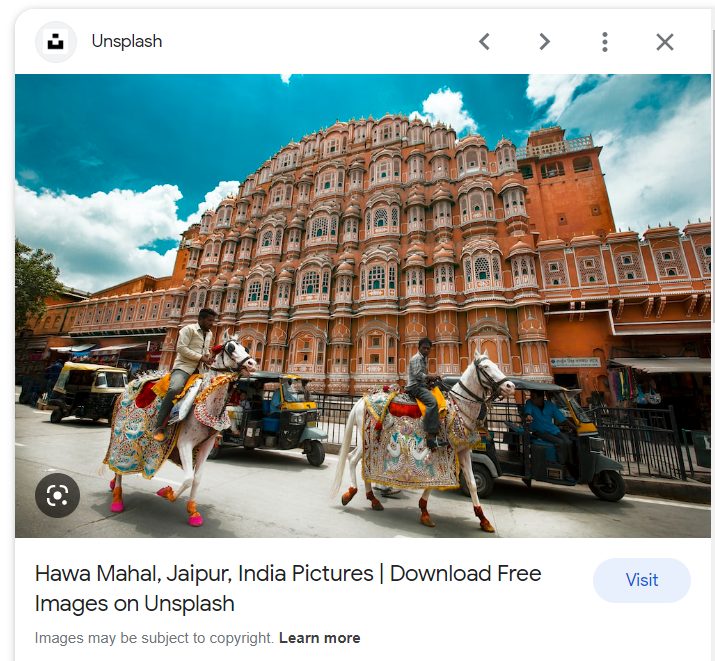 Unsplash
Hawa Mahal, Jaipur, India Pictures | Download Free
Images on Unsplash
Visit
Images may be subject to copyright. Learn more